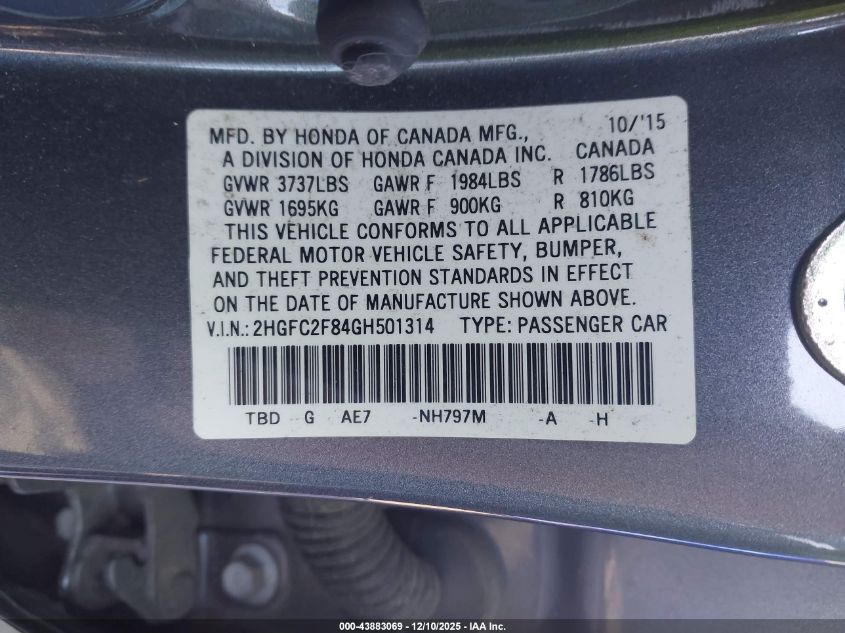 MFD. BY HONDA OF CANADA MFG., 10/'15
A DIVISION OF HONDA CANADA INC. CANADA
GVWR 3737LBS GAWR F 1984LBS R 1786LBS
GVWR 1695KG GAWR F 900KG R 810KG
THIS VEHICLE CONFORMS TO ALL APPLICABLE
FEDERAL MOTOR VEHICLE SAFETY, BUMPER,
AND THEFT PREVENTION STANDARDS IN EFFECT
ON THE DATE OF MANUFACTURE SHOWN ABOVE.
V.I.N.: 2HGFC2F84GH501314 TYPE: PASSENGER CAR
TBD G AE7 -NH797M -A -H
000-43883069 - 12/10/2025 - IAA Inc.